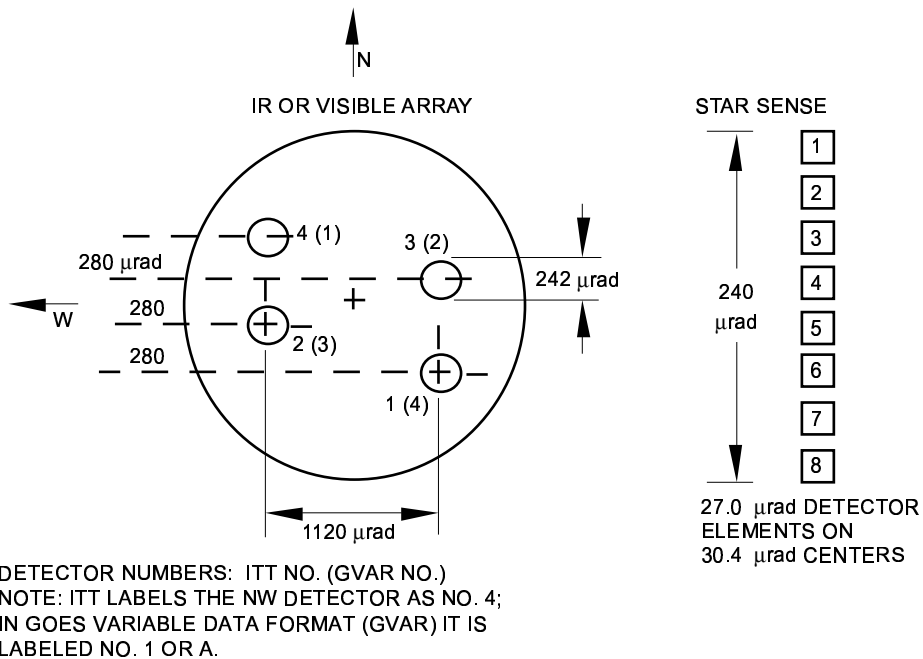 N
IR OR VISIBLE ARRAY
STAR SENSE
4 (1)
3 (2)
280 µrad
242 µrad
W
280
2 (3)
280
1 (4)
1120 µrad
1
2
3
4
5
6
7
8
240
µrad
27.0 µrad DETECTOR
ELEMENTS ON
30.4 µrad CENTERS
DETECTOR NUMBERS: ITT NO. (GVAR NO.)
NOTE: ITT LABELS THE NW DETECTOR AS NO. 4;
IN GOES VARIABLE DATA FORMAT (GVAR) IT IS
LABELED NO. 1 OR A.